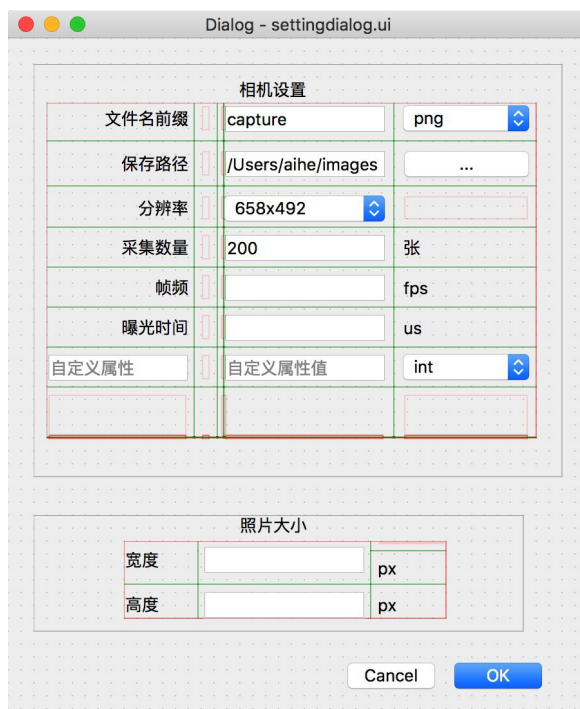 Dialog - settingdialog.ui
相机设置
文件名前缀 capture png
保存路径 /Users/aihe/images ...
分辨率 658x492
采集数量 200 张
帧频 fps
曝光时间 us
自定义属性 自定义属性值 int
照片大小
宽度 px
高度 px
Cancel OK